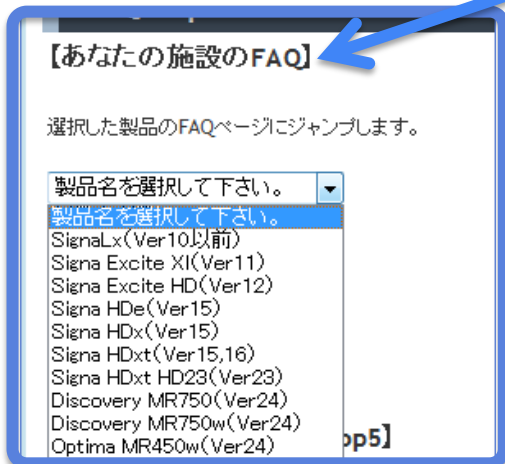 【あなたの施設のFAQ】
選択した製品のFAQページにジャンプします。
製品名を選択して下さい。
製品名を選択して下さい。
SignaLx(Ver10以前)
Signa Excite XI(Ver11)
Signa Excite HD(Ver12)
Signa HDe(Ver15)
Signa HDx(Ver15)
Signa HDxt(Ver15,16)
Signa HDxt HD23(Ver23)
Discovery MR750(Ver24)
Discovery MR750w(Ver24)
Optima MR450w(Ver24)
op5】